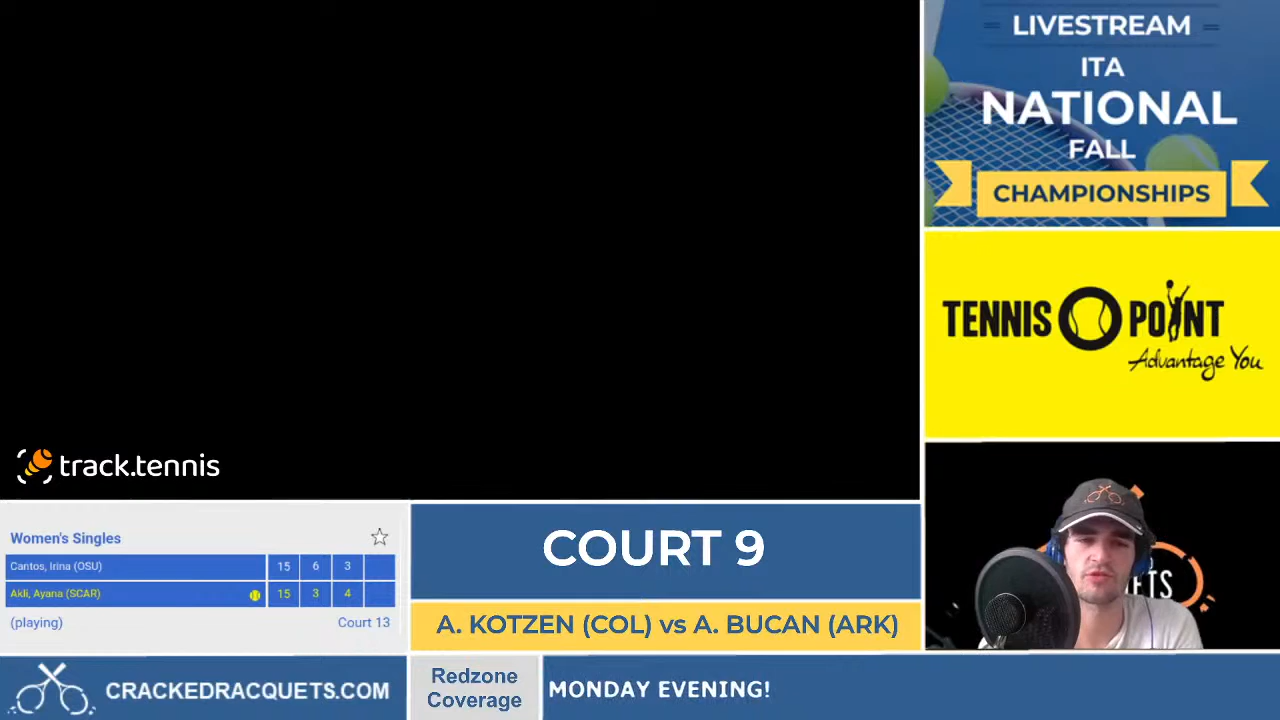 LIVESTREAM
ITA
NATIONAL
FALL
CHAMPIONSHIPS
TENNIS POINT
Advantage You
track.tennis
Women's Singles
Cantos, Irina (OSU) 15 6 3
Akli, Ayana (SCAR) 15 3 4
(playing) Court 13
COURT 9
A. KOTZEN (COL) vs A. BUCAN (ARK)
CRACKEDRACQUETS.COM
Redzone
Coverage
MONDAY EVENING!